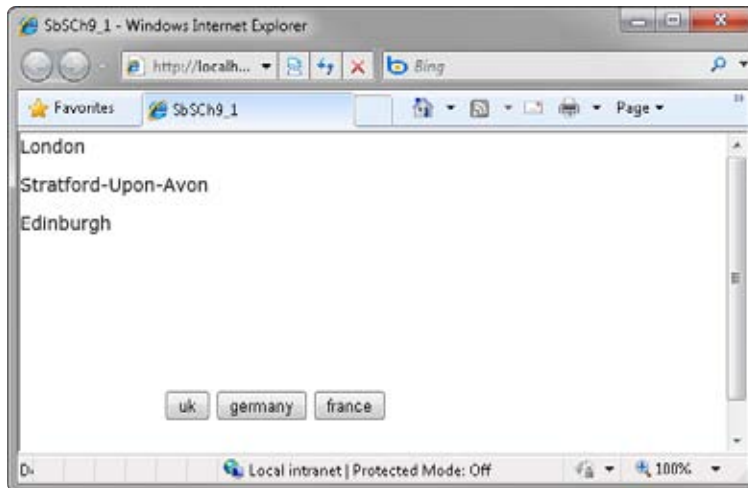 SbSCh9_1 - Windows Internet Explorer
http://localh...
Bing
Favorites
SbSCh9_1
Page
London
Stratford-Upon-Avon
Edinburgh
uk germany france
Local intranet | Protected Mode: Off
100%